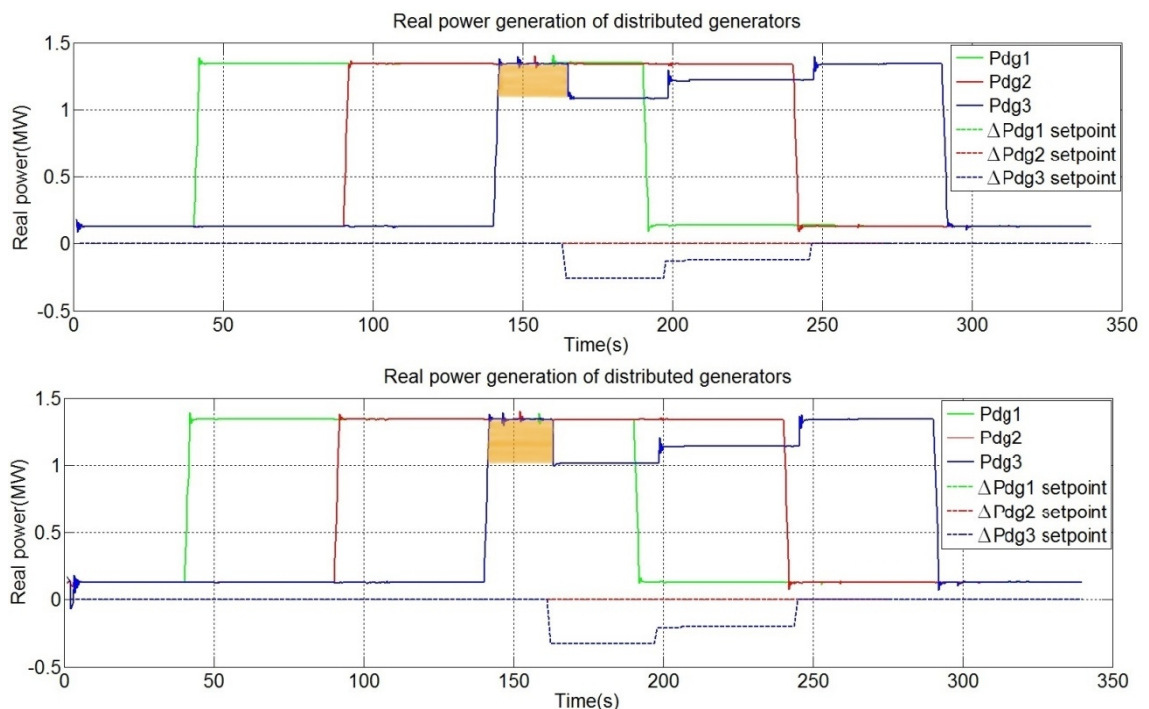 Real power generation of distributed generators
Real power(MW)
1.5
1
0.5
0
-0.5
0 50 100 150 200 250 300 350
Time(s)
Pdg1
Pdg2
Pdg3
ΔPdg1 setpoint
ΔPdg2 setpoint
ΔPdg3 setpoint
Real power generation of distributed generators
Real power(MW)
1.5
1
0.5
0
-0.5
0 50 100 150 200 250 300 350
Time(s)
Pdg1
Pdg2
Pdg3
ΔPdg1 setpoint
ΔPdg2 setpoint
ΔPdg3 setpoint